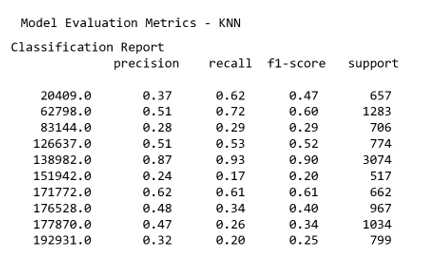 Model Evaluation Metrics - KNN
Classification Report
precision recall f1-score support
20409.0 0.37 0.62 0.47 657
62798.0 0.51 0.72 0.60 1283
83144.0 0.28 0.29 0.29 706
126637.0 0.51 0.53 0.52 774
138982.0 0.87 0.93 0.90 3074
151942.0 0.24 0.17 0.20 517
171772.0 0.62 0.61 0.61 662
176528.0 0.48 0.34 0.40 967
177870.0 0.47 0.26 0.34 1034
192931.0 0.32 0.20 0.25 799